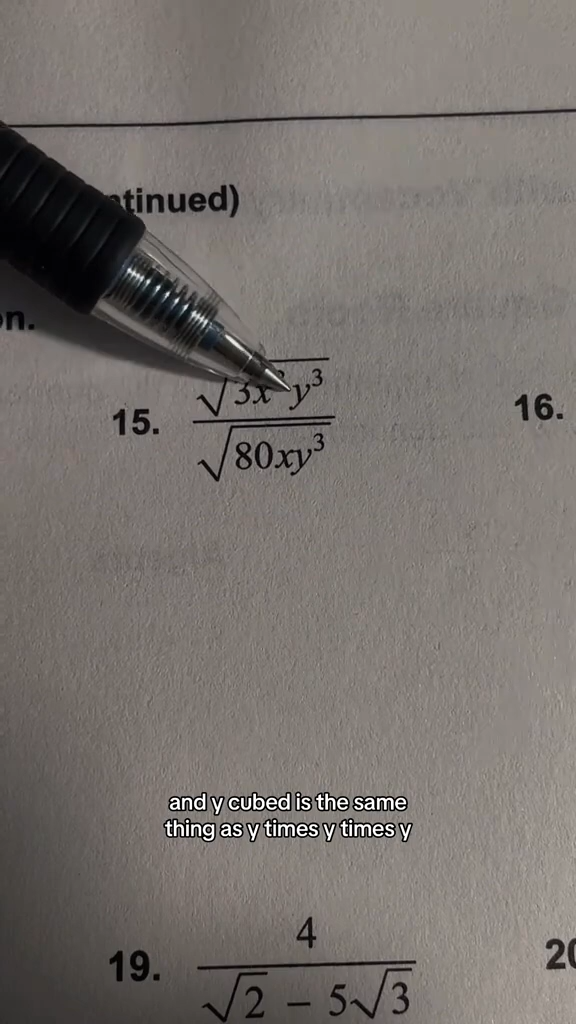 ntinued)
n.
15. √3x y³ / √80xy³
16.
and y cubed is the same
thing as y times y times y
19. 4 / √2 − 5√3
20